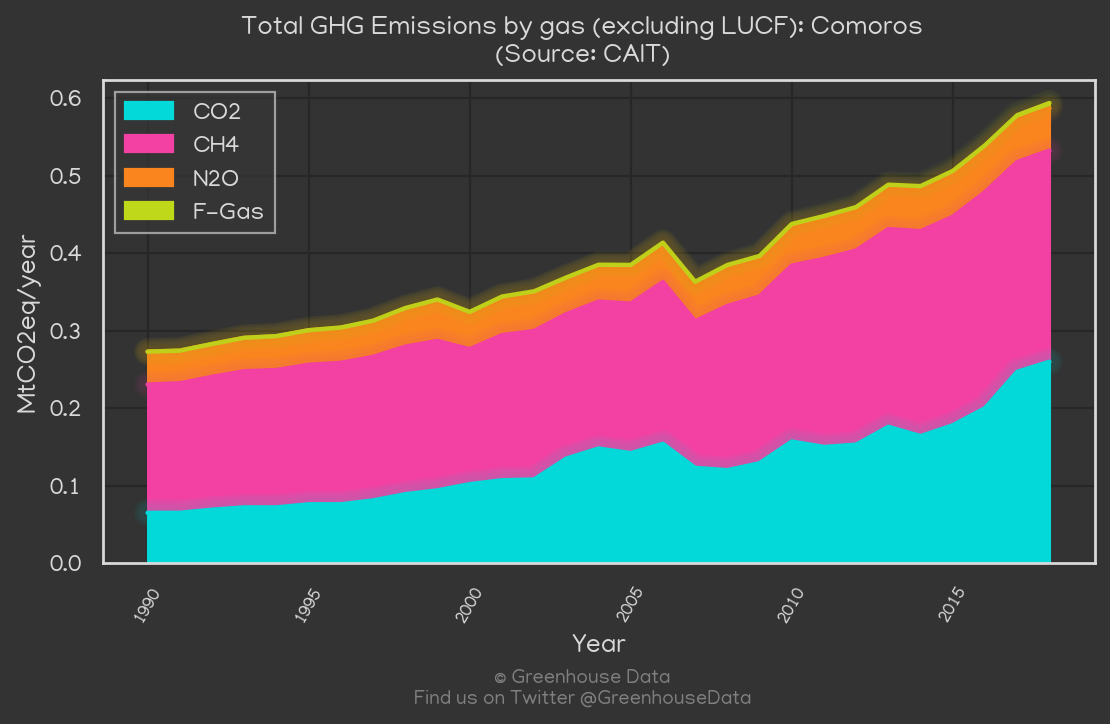 Total GHG Emissions by gas (excluding LUCF): Comoros
(Source: CAIT)
CO2
CH4
N2O
F-Gas
MtCO2eq/year
0.6
0.5
0.4
0.3
0.2
0.1
0.0
1990
1995
2000
2005
2010
2015
Year
© Greenhouse Data
Find us on Twitter @GreenhouseData